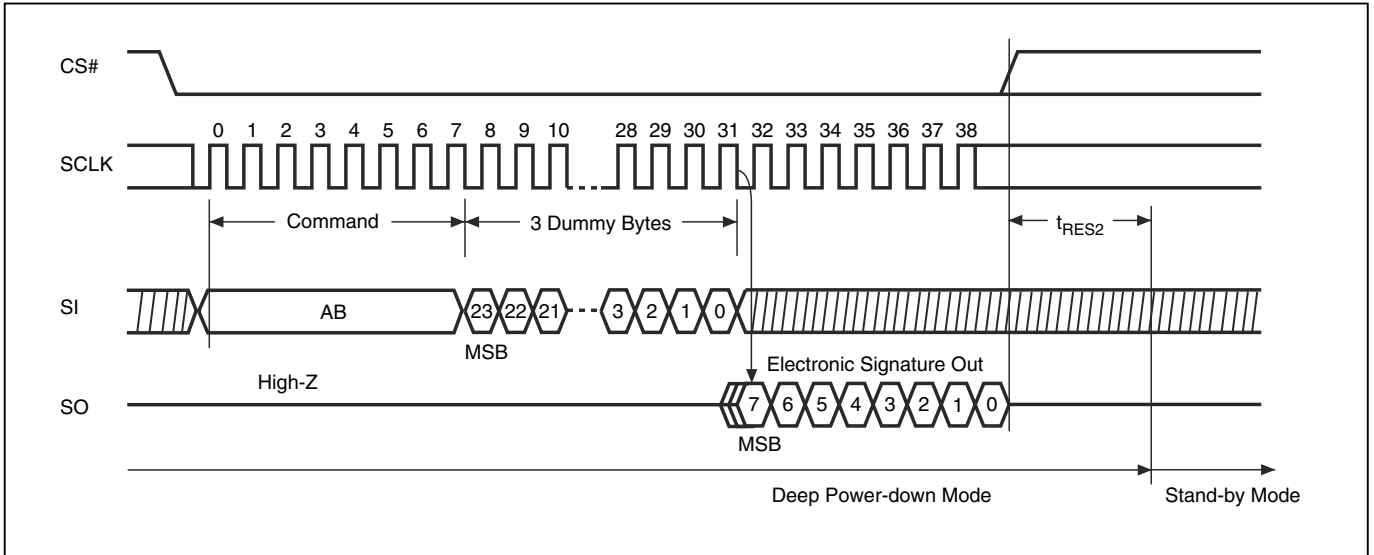 CS#
0 1 2 3 4 5 6 7 8 9 10 28 29 30 31 32 33 34 35 36 37 38
SCLK
Command 3 Dummy Bytes tRES2
SI AB 23 22 21 3 2 1 0
MSB
Electronic Signature Out
High-Z
SO 7 6 5 4 3 2 1 0
MSB
Deep Power-down Mode Stand-by Mode